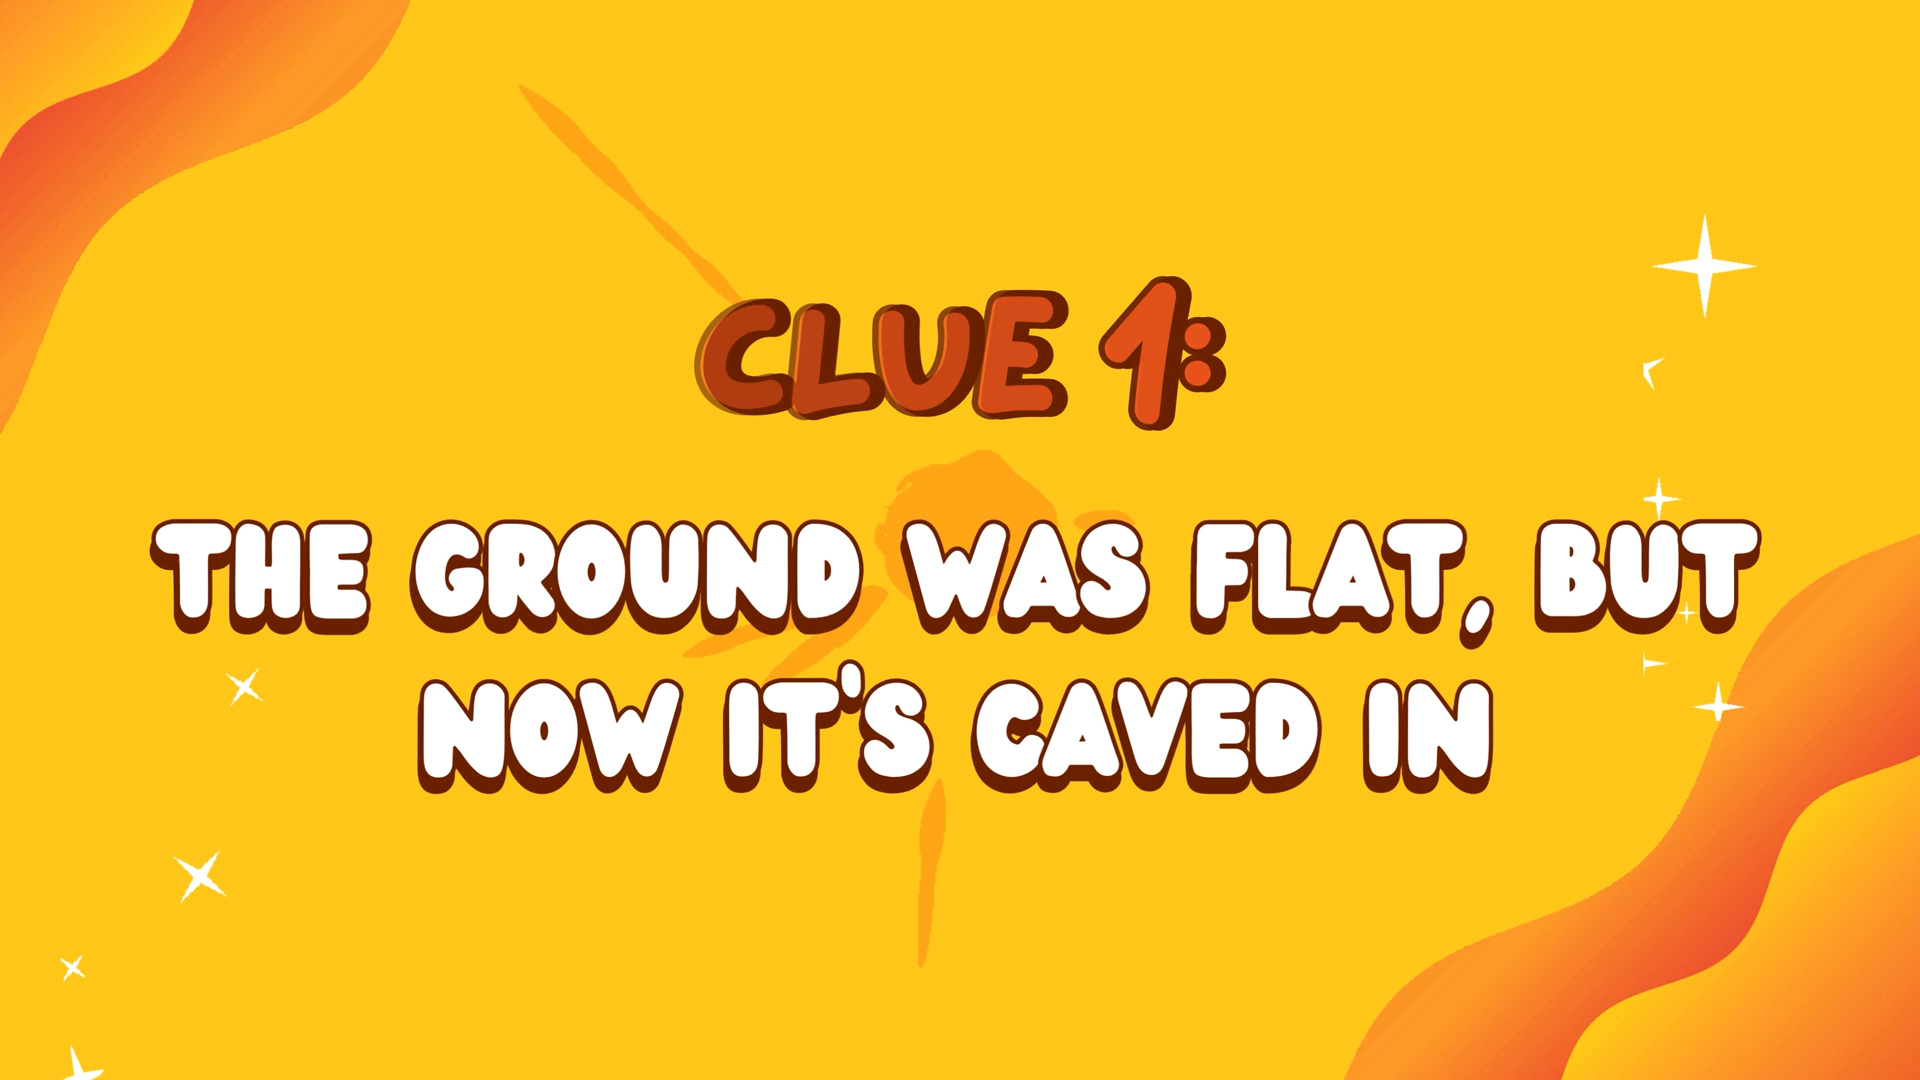 CLUE 1:
THE GROUND WAS FLAT, BUT
NOW IT'S CAVED IN